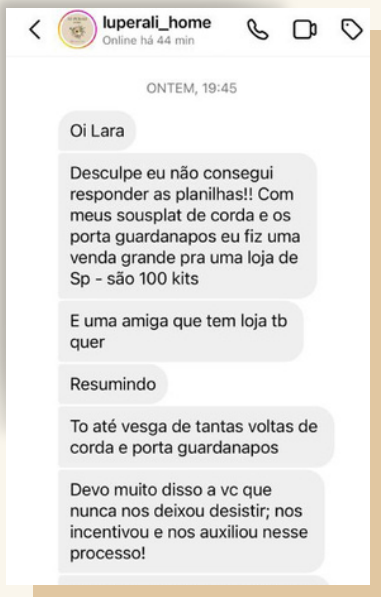 luperali_home
Online há 44 min
ONTEM, 19:45
Oi Lara
Desculpe eu não consegui
responder as planilhas!! Com
meus sousplat de corda e os
porta guardanapos eu fiz uma
venda grande pra uma loja de
Sp - são 100 kits
E uma amiga que tem loja tb
quer
Resumindo
To até vesga de tantas voltas de
corda e porta guardanapos
Devo muito disso a vc que
nunca nos deixou desistir; nos
incentivou e nos auxiliou nesse
processo!